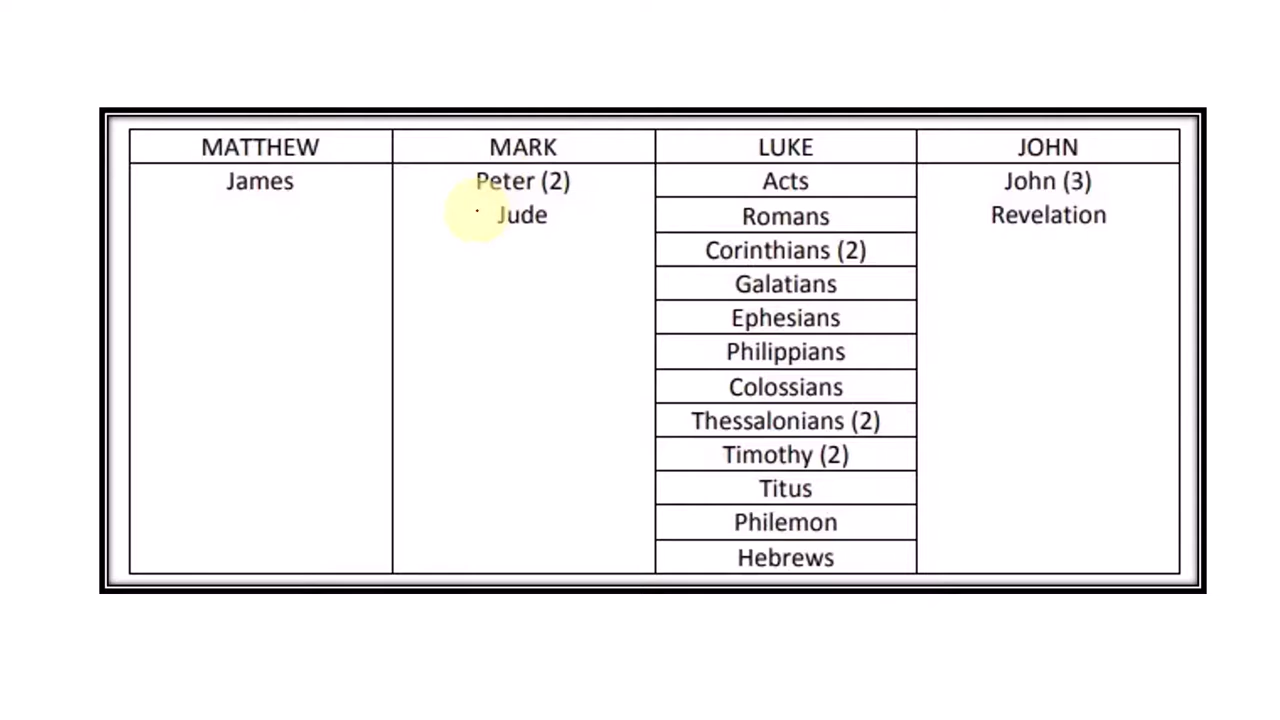 MATTHEW MARK LUKE JOHN
James Peter (2) Acts John (3)
Jude Romans Revelation
Corinthians (2)
Galatians
Ephesians
Philippians
Colossians
Thessalonians (2)
Timothy (2)
Titus
Philemon
Hebrews